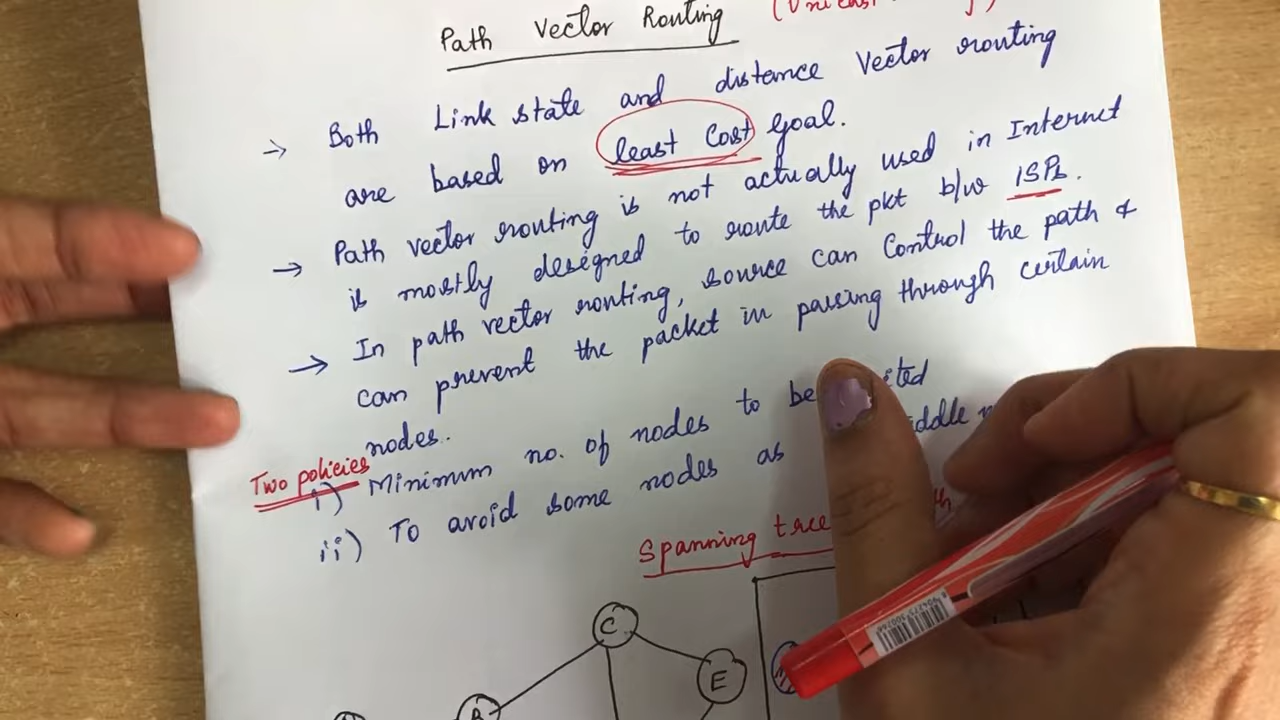 Path Vector Routing
→ Both Link state and distance Vector routing
are based on least Cost goal.
→ Path vector routing is not actually used in Internet
is mostly designed to route the pkt b/w ISPs.
→ In path vector routing, source can Control the path &
can prevent the packet in passing through certain
nodes.
Two policies
i) Minimum no. of nodes to be
ii) To avoid some nodes as
Spanning tree
C
E
B